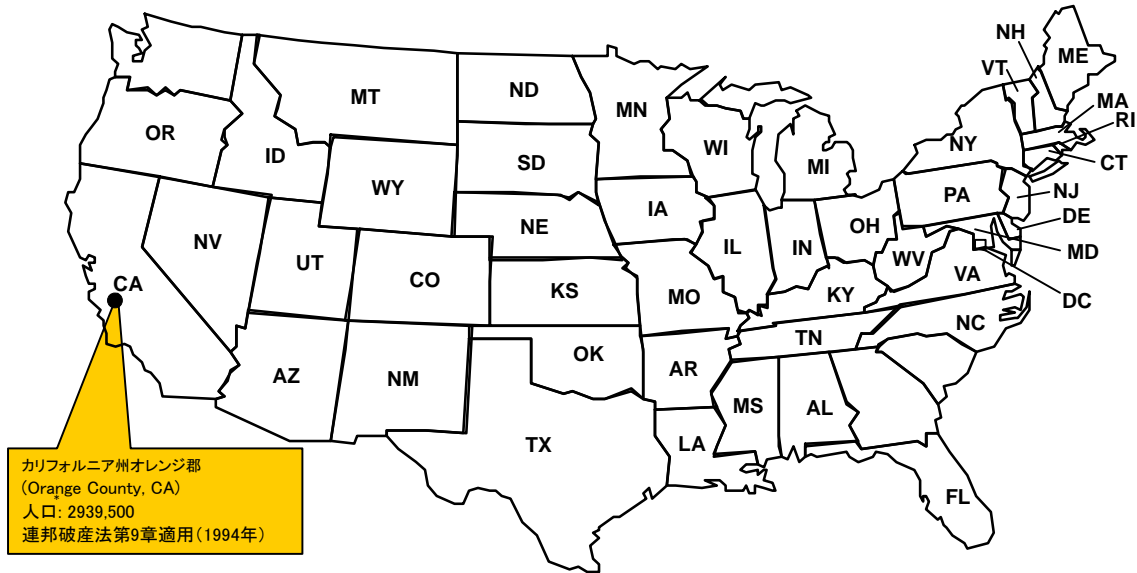 NH
ME
VT
MT
ND
MN
MA
RI
OR
ID
SD
WI
MI
NY
CT
WY
PA
NJ
IA
NE
OH
DE
NV
IL
IN
WV
MD
UT
CO
VA
CA
KS
MO
KY
DC
NC
TN
OK
AZ
NM
AR
MS
AL
TX
LA
FL
カリフォルニア州オレンジ郡
(Orange County, CA)
人口*: 2939,500
連邦破産法第9章適用(1994年)